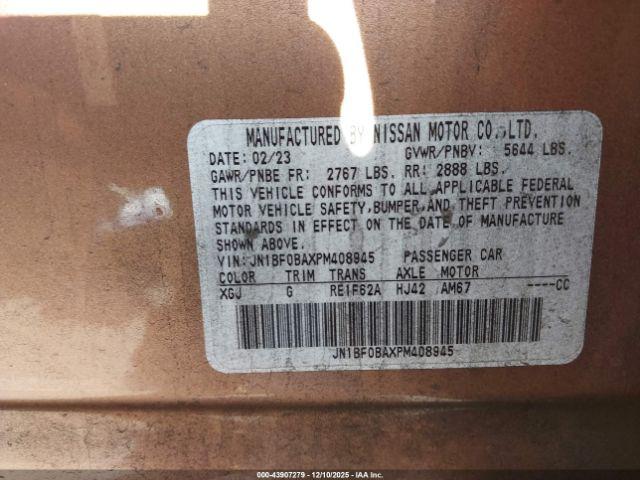 MANUFACTURED BY NISSAN MOTOR CO.,LTD.
DATE: 02/23 GVWR/PNBV: 5644 LBS.
GAWR/PNBE FR: 2767 LBS. RR: 2888 LBS.
THIS VEHICLE CONFORMS TO ALL APPLICABLE FEDERAL
MOTOR VEHICLE SAFETY,BUMPER,AND THEFT PREVENTION
STANDARDS IN EFFECT ON THE DATE OF MANUFACTURE
SHOWN ABOVE.
VIN:JN1BF0BAXPM408945 PASSENGER CAR
COLOR TRIM TRANS AXLE MOTOR
XGJ G RE1F62A HJ42 AM67 ----CC
JN1BF0BAXPM408945
000-43907279 - 12/10/2025 - IAA Inc.